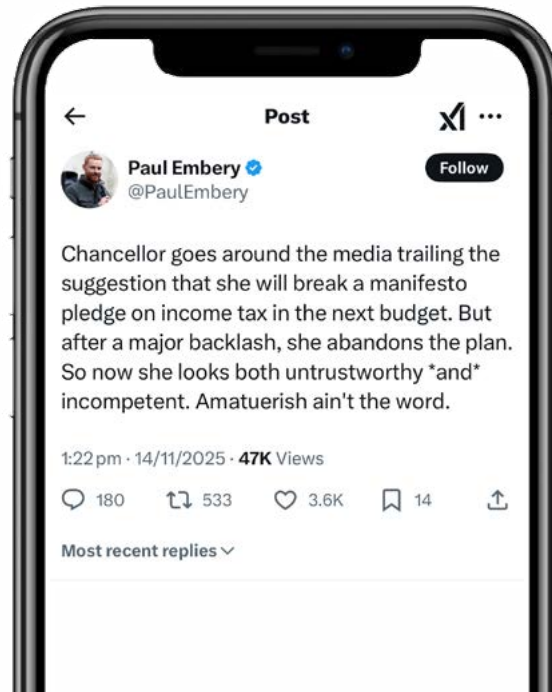 Post
Paul Embery
@PaulEmbery
Follow
Chancellor goes around the media trailing the
suggestion that she will break a manifesto
pledge on income tax in the next budget. But
after a major backlash, she abandons the plan.
So now she looks both untrustworthy *and*
incompetent. Amatuerish ain't the word.
1:22 pm · 14/11/2025 · 47K Views
180 533 3.6K 14
Most recent replies